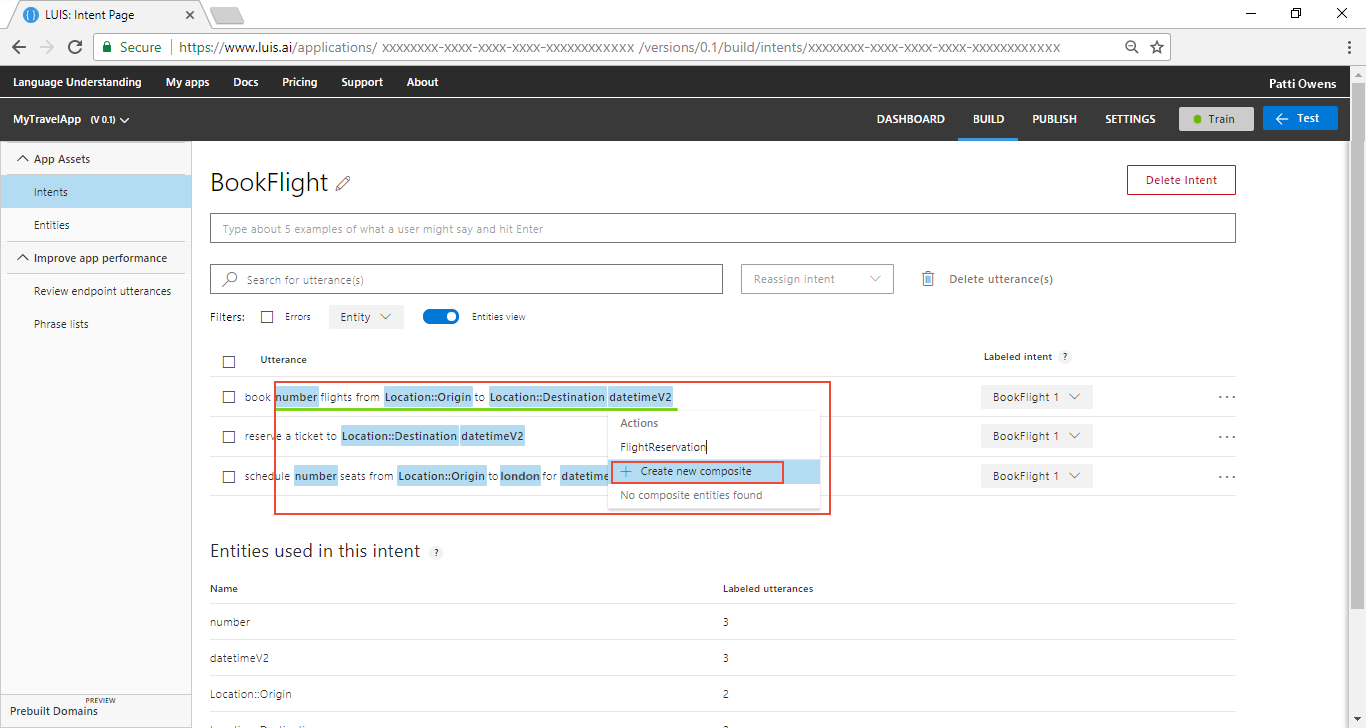 LUIS: Intent Page
Secure
https://www.luis.ai/applications/ xxxxxxxx-xxxx-xxxx-xxxx-xxxxxxxxxxxx /versions/0.1/build/intents/xxxxxxxx-xxxx-xxxx-xxxx-xxxxxxxxxxxx
Language Understanding My apps Docs Pricing Support About
Patti Owens
MyTravelApp (V 0.1)
DASHBOARD BUILD PUBLISH SETTINGS Train Test
App Assets
Intents
Entities
Improve app performance
Review endpoint utterances
Phrase lists
PREVIEW
Prebuilt Domains
BookFlight
Delete Intent
Type about 5 examples of what a user might say and hit Enter
Search for utterance(s)
Reassign intent
Delete utterance(s)
Filters: Errors Entity Entities view
Utterance Labeled intent ?
book number flights from Location::Origin to Location::Destination datetimeV2 BookFlight 1 ...
reserve a ticket to Location::Destination datetimeV2 BookFlight 1 ...
schedule number seats from Location::Origin to london for datetime BookFlight 1 ...
Actions
FlightReservation
+ Create new composite
No composite entities found
Entities used in this intent ?
Name Labeled utterances
number 3
datetimeV2 3
Location::Origin 2